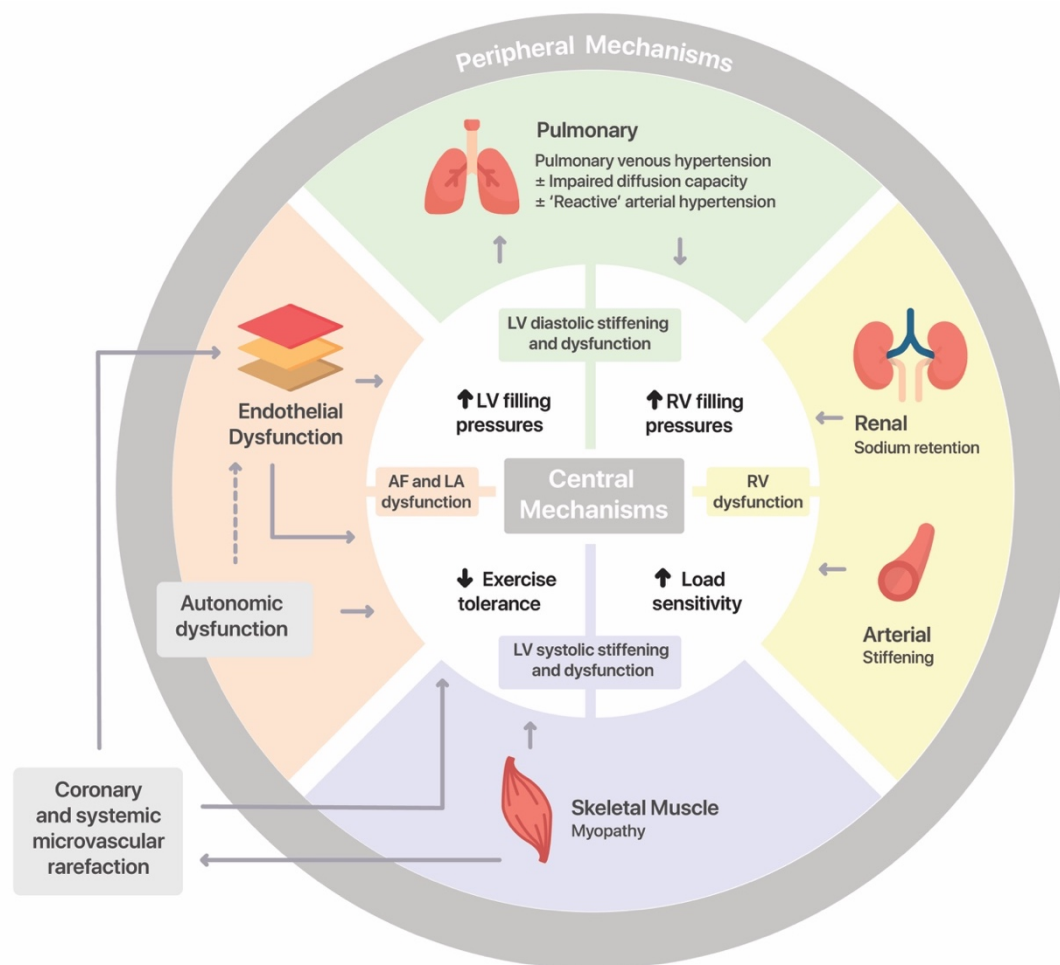 Peripheral Mechanisms
Pulmonary
Pulmonary venous hypertension
± Impaired diffusion capacity
± ‘Reactive’ arterial hypertension
LV diastolic stiffening
and dysfunction
Endothelial
Dysfunction
LV filling
pressures
RV filling
pressures
Renal
Sodium retention
AF and LA
dysfunction
Central
Mechanisms
RV
dysfunction
Exercise
tolerance
Load
sensitivity
Autonomic
dysfunction
Arterial
Stiffening
LV systolic stiffening
and dysfunction
Coronary
and systemic
microvascular
rarefaction
Skeletal Muscle
Myopathy